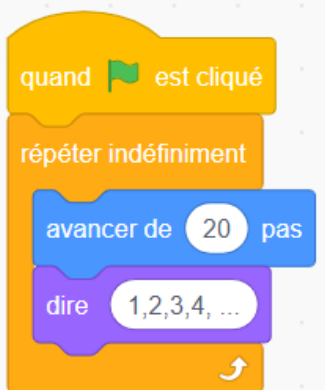 quand est cliqué
répéter indéfiniment
avancer de 20 pas
dire 1,2,3,4, ...